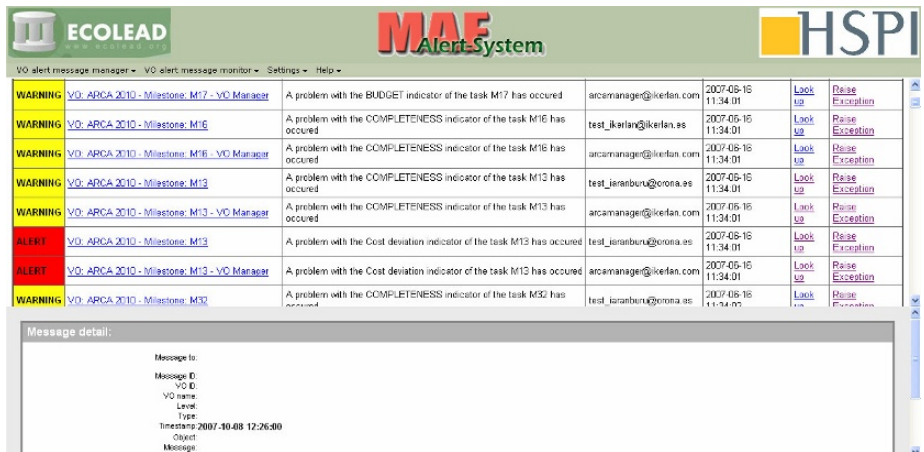 ECOLEAD
www.ecolead.org
MAF
Alert-System
HSPI
VO alert message manager VO alert message monitor Settings Help
WARNING VO: ARCA 2010 - Milestone: M17 - VO Manager A problem with the BUDGET indicator of the task M17 has occured arcamanager@ikerlan.com 2007-06-16 11:34:01 Look up Raise Exception
WARNING VO: ARCA 2010 - Milestone: M16 A problem with the COMPLETENESS indicator of the task M16 has occured test_ikerlan@ikerlan.es 2007-06-16 11:34:01 Look up Raise Exception
WARNING VO: ARCA 2010 - Milestone: M16 - VO Manager A problem with the COMPLETENESS indicator of the task M16 has occured arcamanager@ikerlan.com 2007-06-16 11:34:01 Look up Raise Exception
WARNING VO: ARCA 2010 - Milestone: M13 A problem with the COMPLETENESS indicator of the task M13 has occured test_iaranburu@orona.es 2007-06-16 11:34:01 Look up Raise Exception
WARNING VO: ARCA 2010 - Milestone: M13 - VO Manager A problem with the COMPLETENESS indicator of the task M13 has occured arcamanager@ikerlan.com 2007-06-16 11:34:01 Look up Raise Exception
ALERT VO: ARCA 2010 - Milestone: M13 A problem with the Cost deviation indicator of the task M13 has occured test_iaranburu@orona.es 2007-06-16 11:34:01 Look up Raise Exception
ALERT VO: ARCA 2010 - Milestone: M13 - VO Manager A problem with the Cost deviation indicator of the task M13 has occured arcamanager@ikerlan.com 2007-06-16 11:34:01 Look up Raise Exception
WARNING VO: ARCA 2010 - Milestone: M32 A problem with the COMPLETENESS indicator of the task M32 has occured test_iaranburu@orona.es 2007-06-16 11:34:02 Look up Raise Exception
Message detail:
Message to:
Message ID:
VO ID:
VO name:
Level:
Type:
Timestamp: 2007-10-08 12:26:00
Object:
Message: